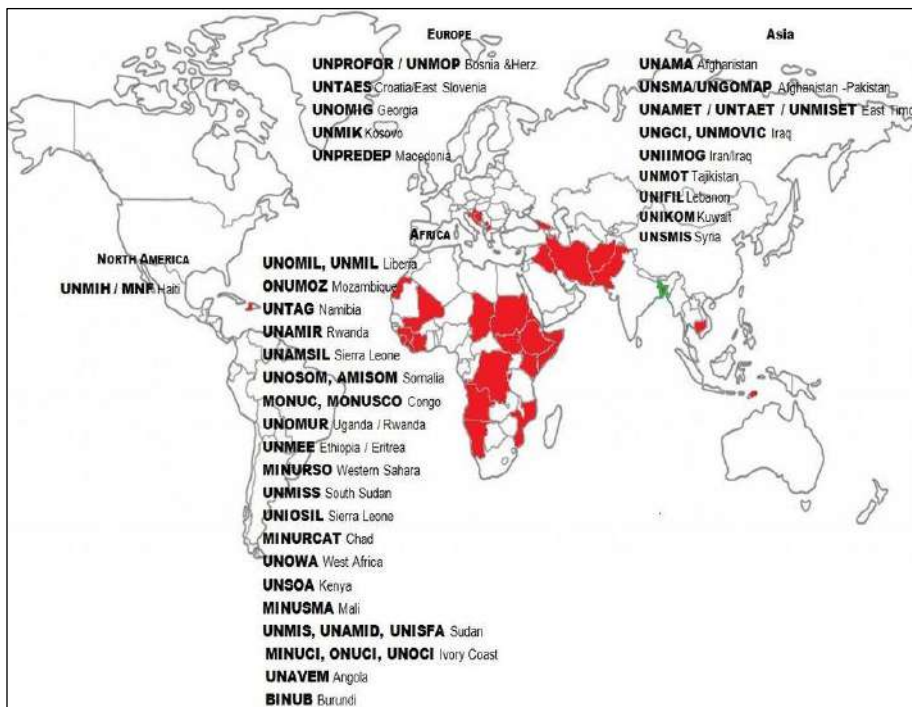 EUROPE
UNPROFOR / UNMOP Bosnia &Herz.
UNTAES Croatia/East Slovenia
UNOMIG Georgia
UNMIK Kosovo
UNPREDEP Macedonia
Asia
UNAMA Afghanistan
UNSMA/UNGOMAP Afghanistan -Pakistan
UNAMET / UNTAET / UNMISET East Timo
UNGCI, UNMOVIC Iraq
UNIIMOG Iran/Iraq
UNMOT Tajikistan
UNIFIL Lebanon
UNIKOM Kuwait
UNSMIS Syria
NORTH AMERICA
UNMIH / MNF Haiti
AFRICA
UNOMIL, UNMIL Liberia
ONUMOZ Mozambique
UNTAG Namibia
UNAMIR Rwanda
UNAMSIL Sierra Leone
UNOSOM, AMISOM Somalia
MONUC, MONUSCO Congo
UNOMUR Uganda / Rwanda
UNMEE Ethiopia / Eritrea
MINURSO Western Sahara
UNMISS South Sudan
UNIOSIL Sierra Leone
MINURCAT Chad
UNOWA West Africa
UNSOA Kenya
MINUSMA Mali
UNMIS, UNAMID, UNISFA Sudan
MINUCI, ONUCI, UNOCI Ivory Coast
UNAVEM Angola
BINUB Burundi